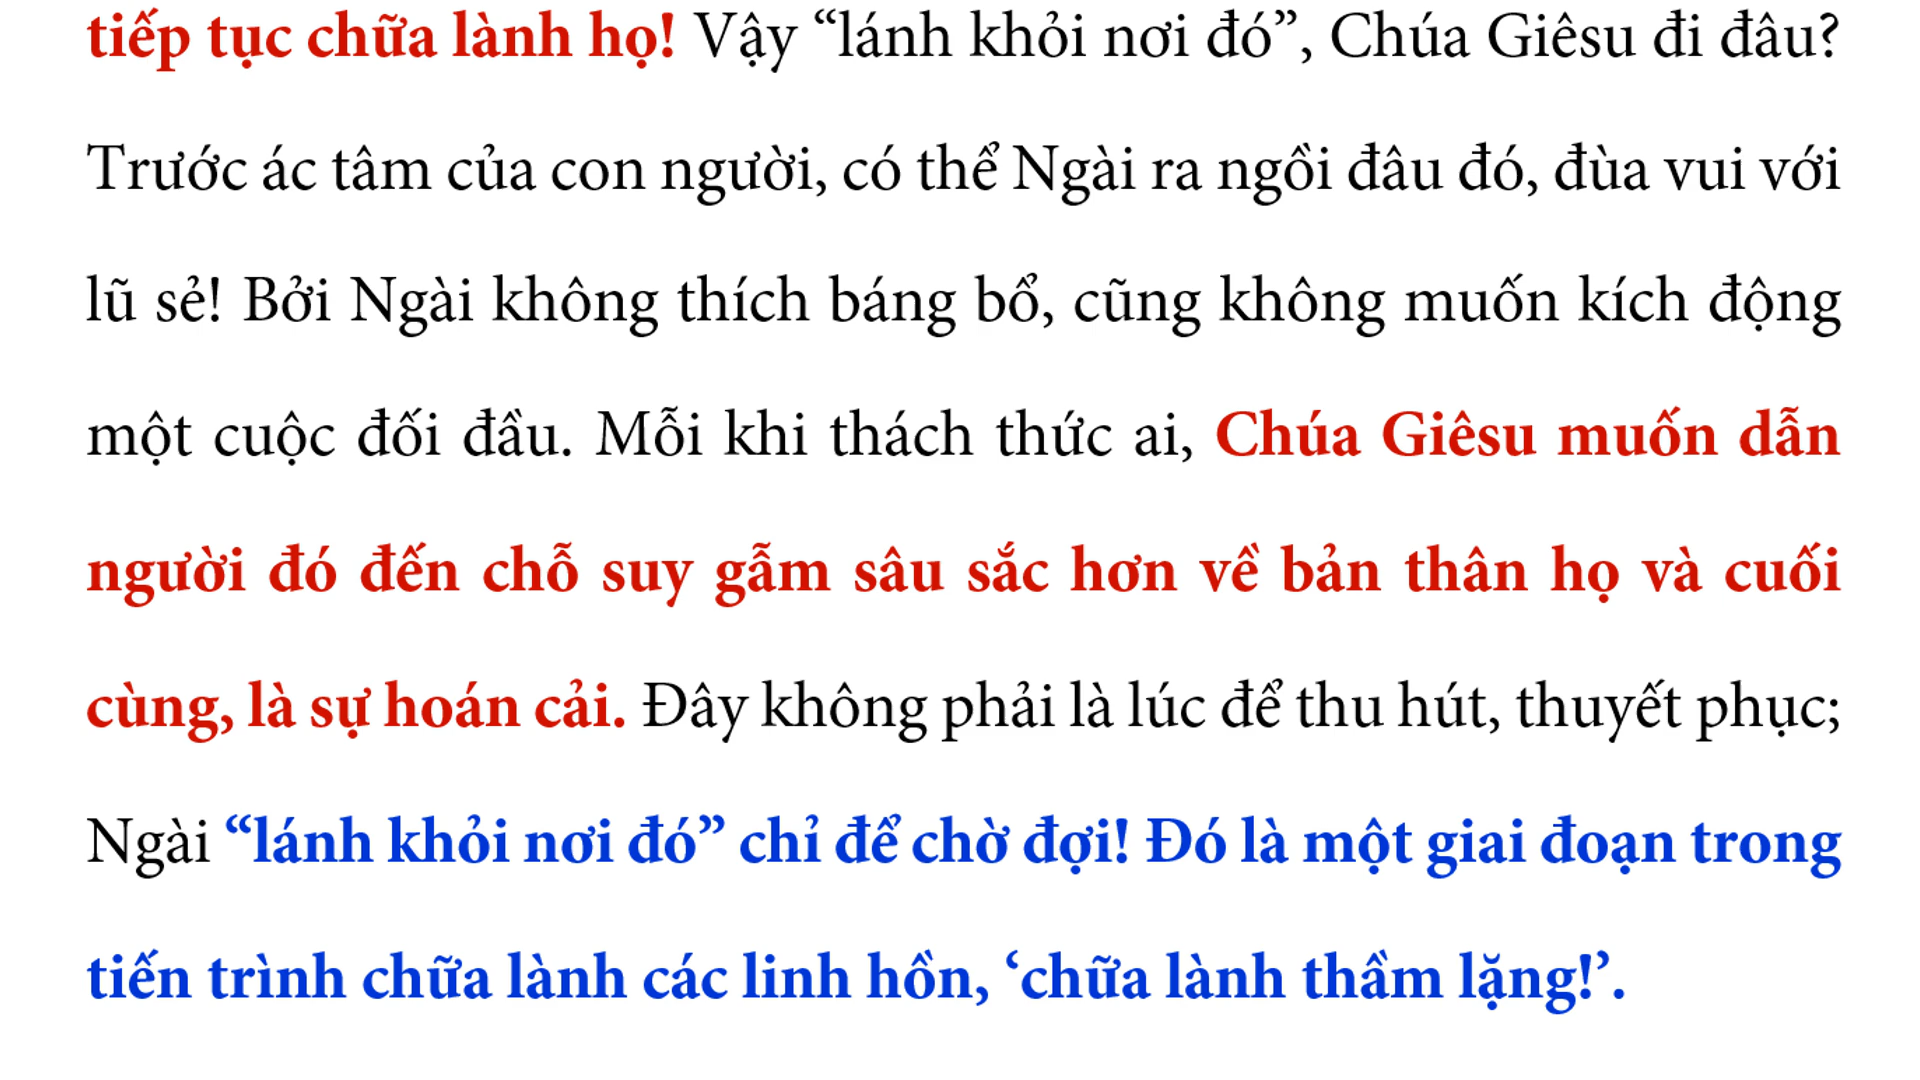 tiếp tục chữa lành họ! Vậy “lánh khỏi nơi đó”, Chúa Giêsu đi đâu?
Trước ác tâm của con người, có thể Ngài ra ngồi đâu đó, đùa vui với
lũ sẻ! Bởi Ngài không thích báng bổ, cũng không muốn kích động
một cuộc đối đầu. Mỗi khi thách thức ai, Chúa Giêsu muốn dẫn
người đó đến chỗ suy gẫm sâu sắc hơn về bản thân họ và cuối
cùng, là sự hoán cải. Đây không phải là lúc để thu hút, thuyết phục;
Ngài “lánh khỏi nơi đó” chỉ để chờ đợi! Đó là một giai đoạn trong
tiến trình chữa lành các linh hồn, ‘chữa lành thầm lặng!’.